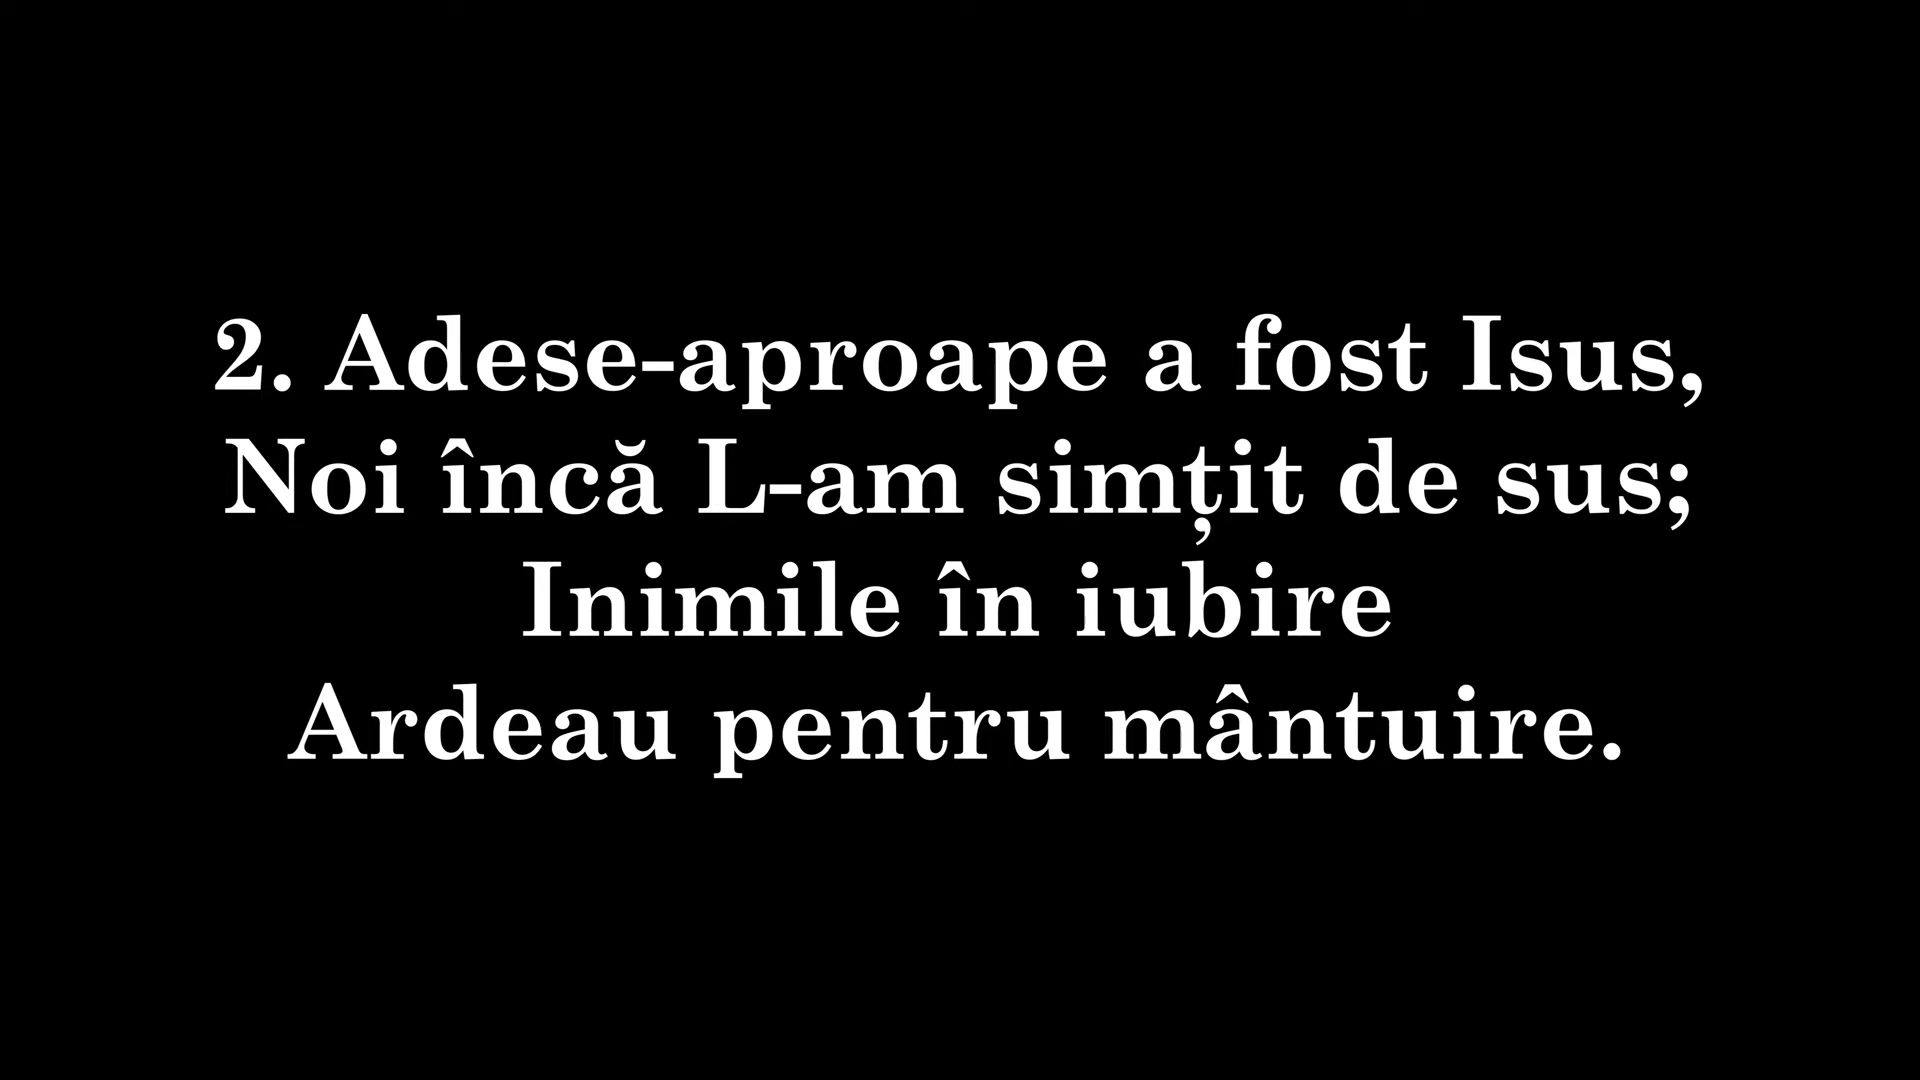 2. Adese-aproape a fost Isus,
Noi încă L-am simțit de sus;
Inimile în iubire
Ardeau pentru mântuire.